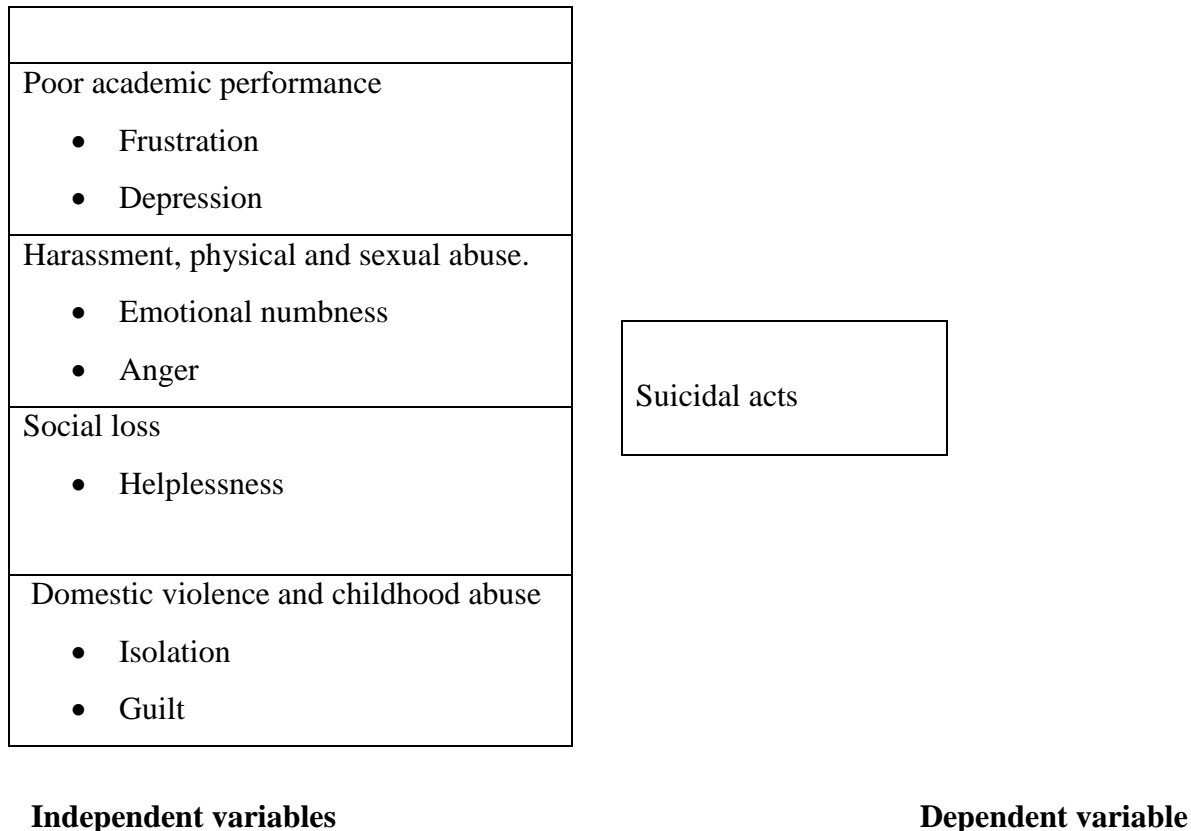 Poor academic performance
• Frustration
• Depression
Harassment, physical and sexual abuse.
• Emotional numbness
• Anger
Social loss
• Helplessness
Domestic violence and childhood abuse
• Isolation
• Guilt
Suicidal acts
Independent variables
Dependent variable